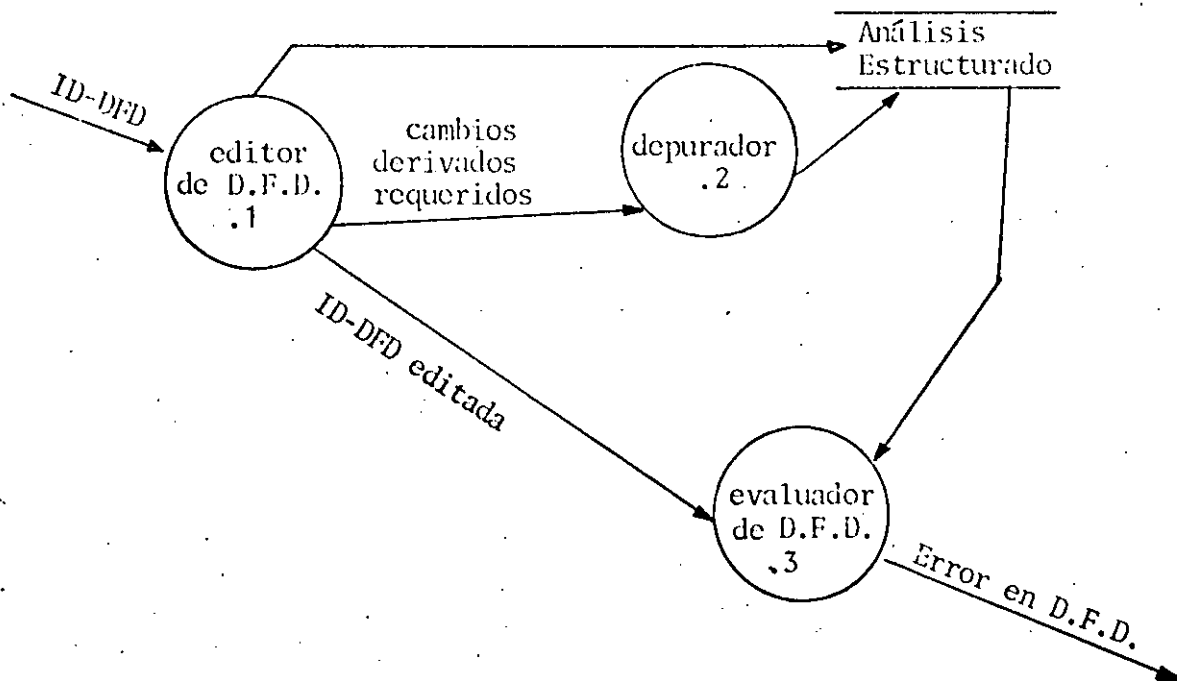 Análisis
Estructurado
ID-DFD
editor
de D.F.D.
.1
cambios
derivados
requeridos
depurador
.2
ID-DFD editada
evaluador
de D.F.D.
.3
Error en D.F.D.